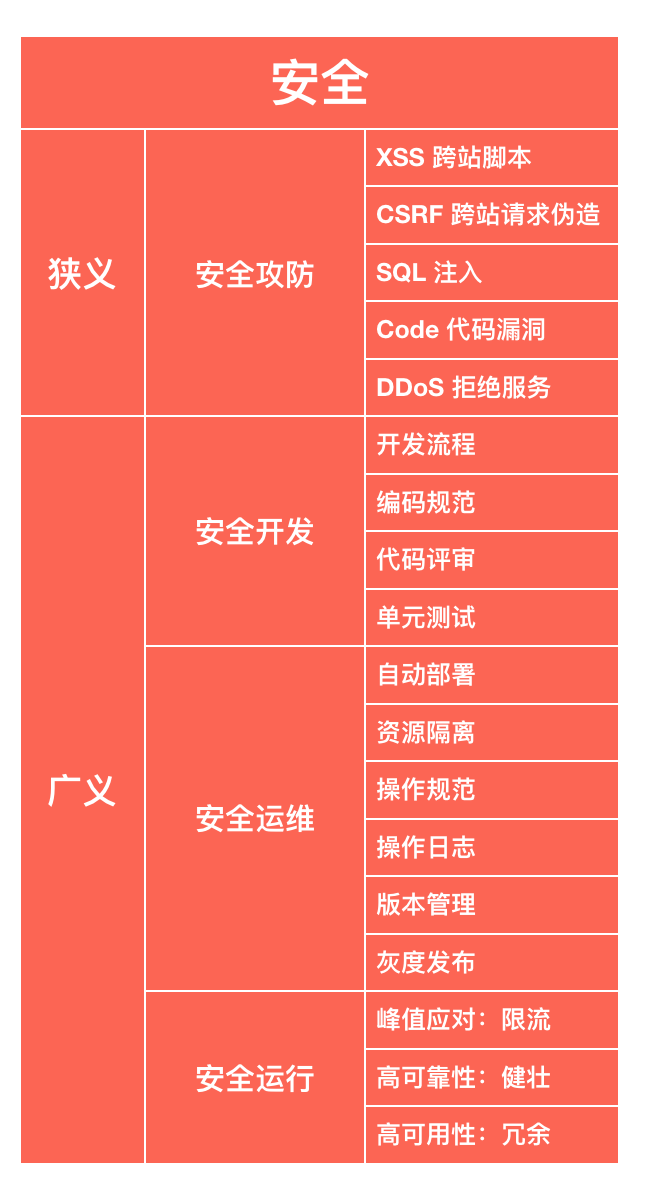 安全
狭义
安全攻防
XSS 跨站脚本
CSRF 跨站请求伪造
SQL 注入
Code 代码漏洞
DDoS 拒绝服务
广义
安全开发
开发流程
编码规范
代码评审
单元测试
安全运维
自动部署
资源隔离
操作规范
操作日志
版本管理
灰度发布
安全运行
峰值应对：限流
高可靠性：健壮
高可用性：冗余